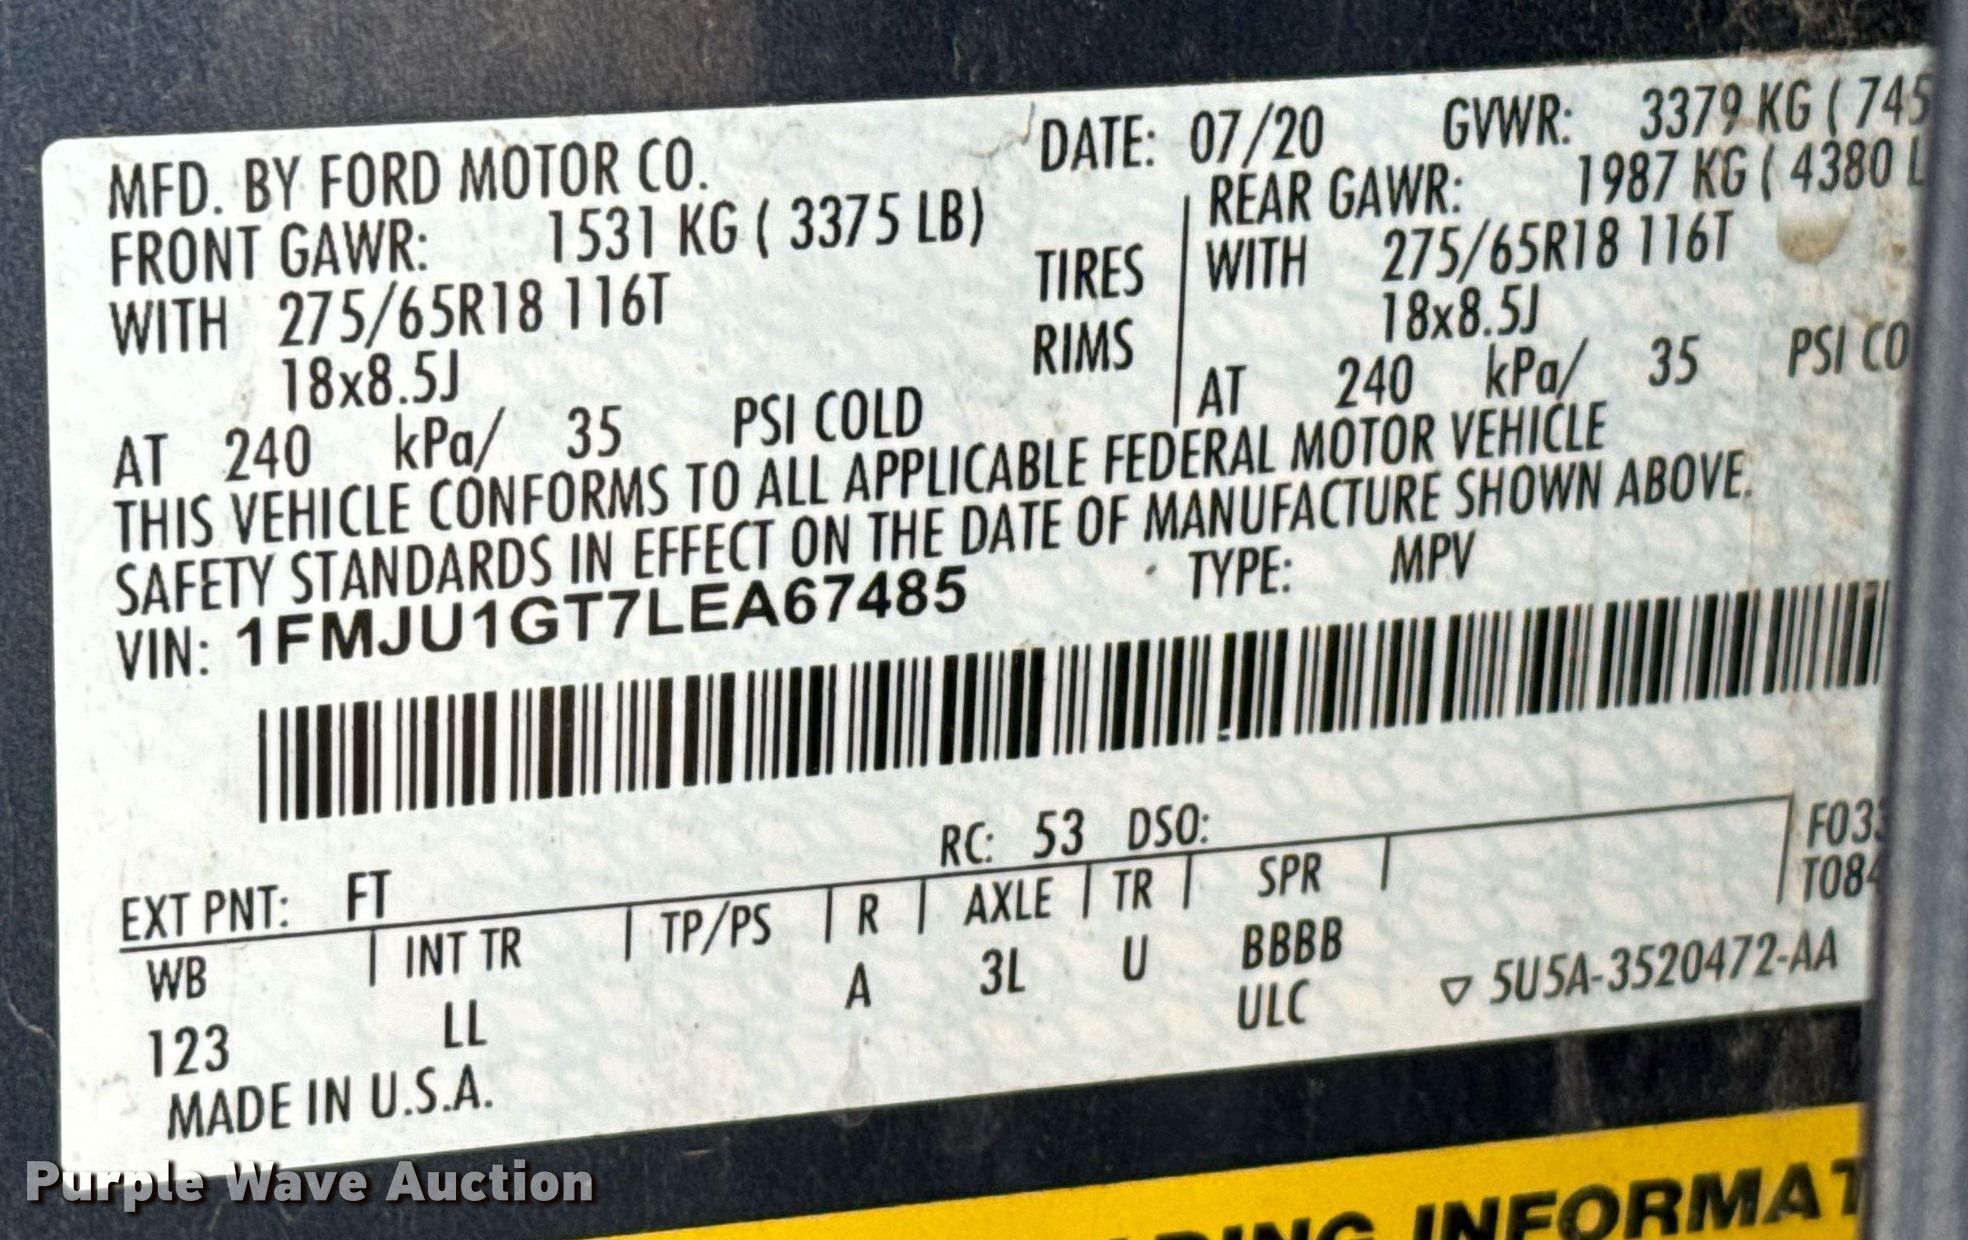 MFD. BY FORD MOTOR CO. DATE: 07/20 GVWR: 3379 KG ( 745
FRONT GAWR: 1531 KG ( 3375 LB) REAR GAWR: 1987 KG ( 4380 L
WITH 275/65R18 116T TIRES WITH 275/65R18 116T
18x8.5J RIMS 18x8.5J
AT 240 kPa/ 35 PSI COLD AT 240 kPa/ 35 PSI CO
THIS VEHICLE CONFORMS TO ALL APPLICABLE FEDERAL MOTOR VEHICLE
SAFETY STANDARDS IN EFFECT ON THE DATE OF MANUFACTURE SHOWN ABOVE.
VIN: 1FMJU1GT7LEA67485 TYPE: MPV
EXT PNT: FT RC: 53 DSO: F033
WB INT TR TP/PS R AXLE TR SPR T084
123 LL A 3L U BBBB
ULC ▽ 5U5A-3520472-AA
MADE IN U.S.A.
Purple Wave Auction
INFORMAT